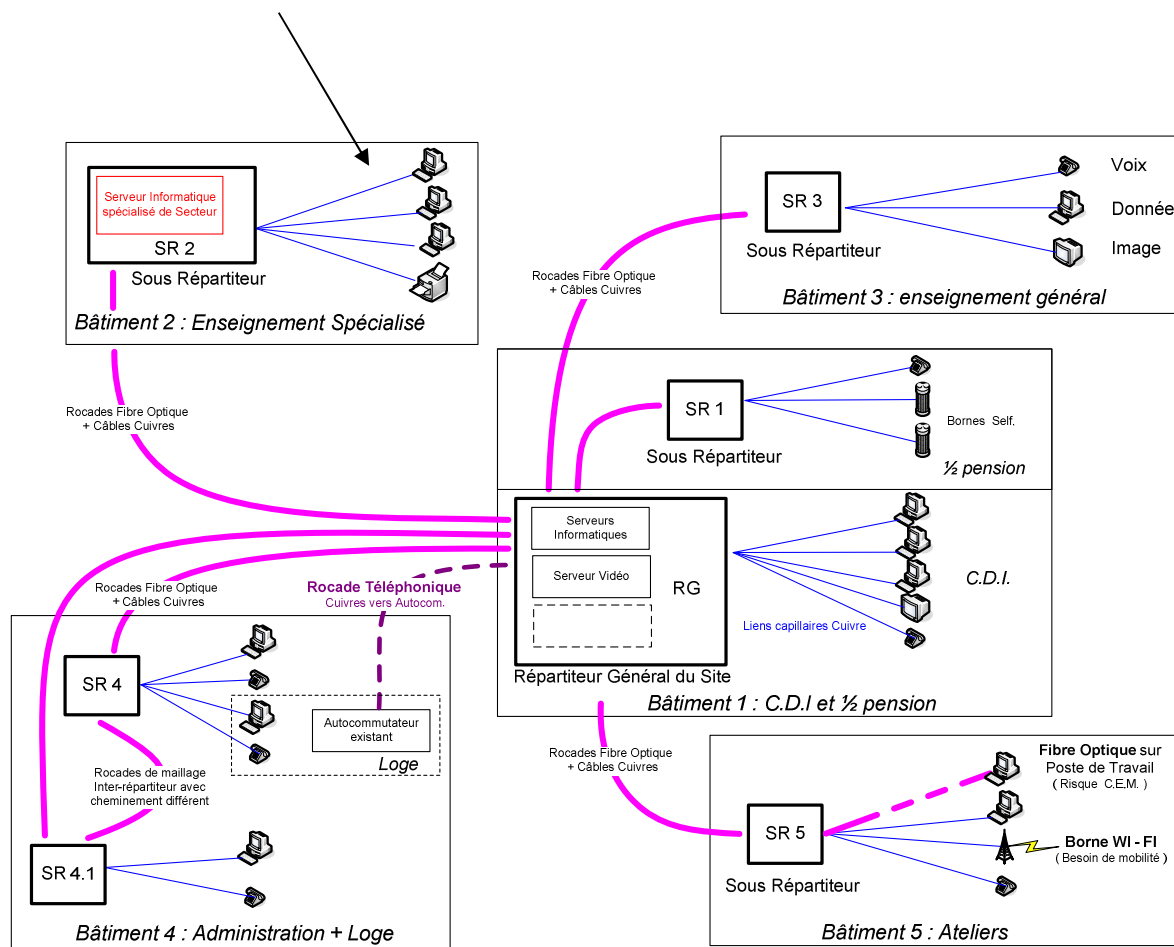 Serveur Informatique
spécialisé de Secteur
SR 2
Sous Répartiteur
Bâtiment 2 : Enseignement Spécialisé
SR 3
Sous Répartiteur
Voix
Donnée
Image
Bâtiment 3 : enseignement général
Rocades Fibre Optique
+ Câbles Cuivres
Rocades Fibre Optique
+ Câbles Cuivres
SR 1
Sous Répartiteur
Bornes Self.
½ pension
Serveurs
Informatiques
Serveur Vidéo
RG
C.D.I.
Liens capillaires Cuivre
Répartiteur Général du Site
Bâtiment 1 : C.D.I et ½ pension
Rocades Fibre Optique
+ Câbles Cuivres
Rocade Téléphonique
Cuivres vers Autocom.
SR 4
Autocommutateur
existant
Loge
Rocades de maillage
Inter-répartiteur avec
cheminement différent
SR 4.1
Bâtiment 4 : Administration + Loge
Rocades Fibre Optique
+ Câbles Cuivres
SR 5
Sous Répartiteur
Fibre Optique sur
Poste de Travail
( Risque C.E.M. )
Borne WI - FI
( Besoin de mobilité )
Bâtiment 5 : Ateliers